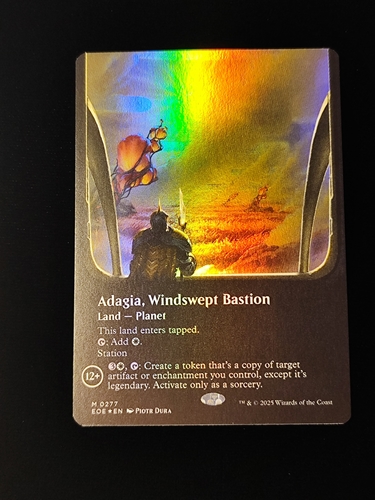 Adagia, Windswept Bastion
Land — Planet
This land enters tapped.
: Add .
Station
12+
3, : Create a token that's a copy of target
artifact or enchantment you control, except it's
legendary. Activate only as a sorcery.
M 0277
EOE★EN Piotr Dura
™ & © 2025 Wizards of the Coast